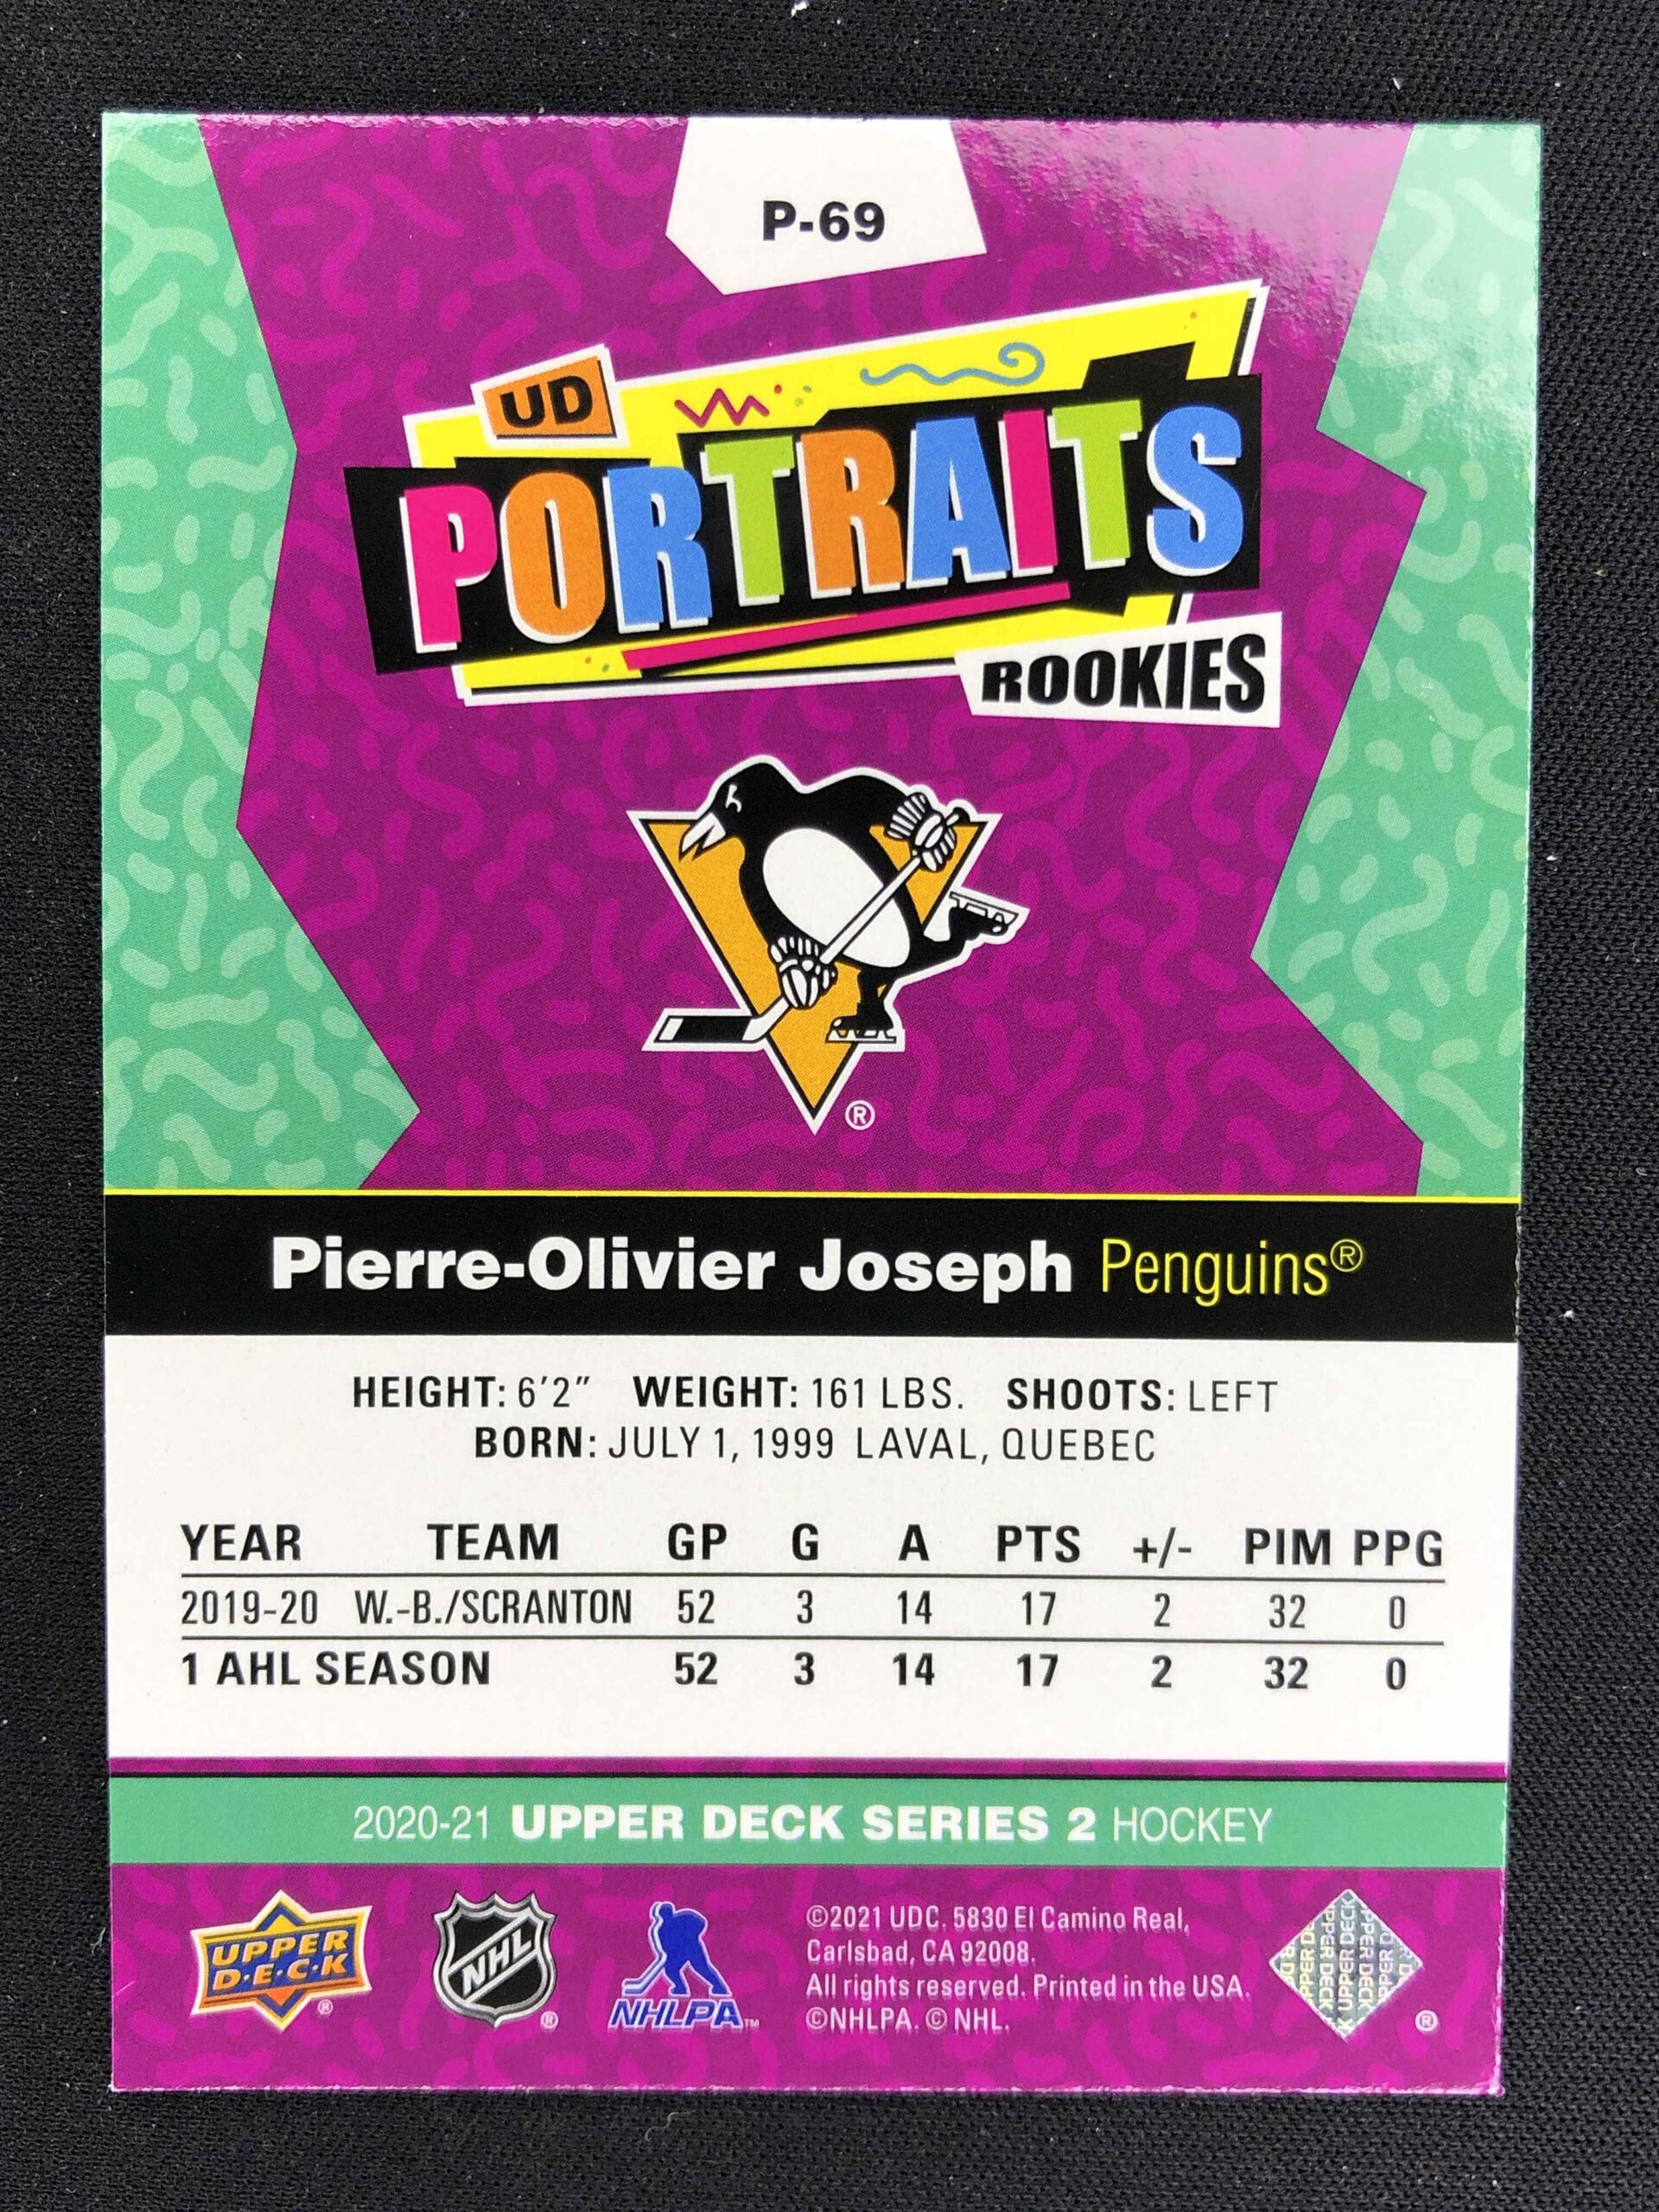 P-69
UD
PORTRAITS
ROOKIES
®
Pierre-Olivier Joseph Penguins®
HEIGHT: 6'2" WEIGHT: 161 LBS. SHOOTS: LEFT
BORN: JULY 1, 1999 LAVAL, QUEBEC
YEAR TEAM GP G A PTS +/- PIM PPG
2019-20 W.-B./SCRANTON 52 3 14 17 2 32 0
1 AHL SEASON 52 3 14 17 2 32 0
2020-21 UPPER DECK SERIES 2 HOCKEY
UPPER
D·E·C·K
®
NHL
®
NHLPA™
©2021 UDC. 5830 El Camino Real,
Carlsbad, CA 92008.
All rights reserved. Printed in the USA.
©NHLPA. © NHL.
UPPER DECK
®